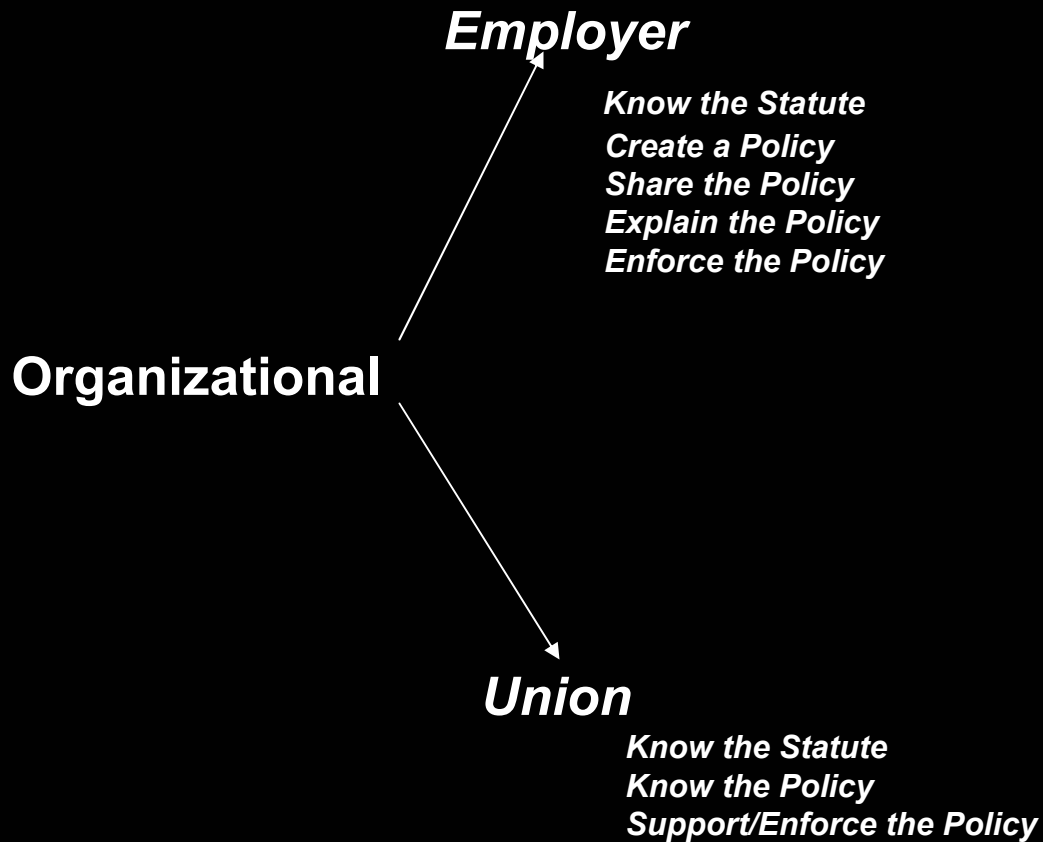 Employer
Know the Statute
Create a Policy
Share the Policy
Explain the Policy
Enforce the Policy
Organizational
Union
Know the Statute
Know the Policy
Support/Enforce the Policy